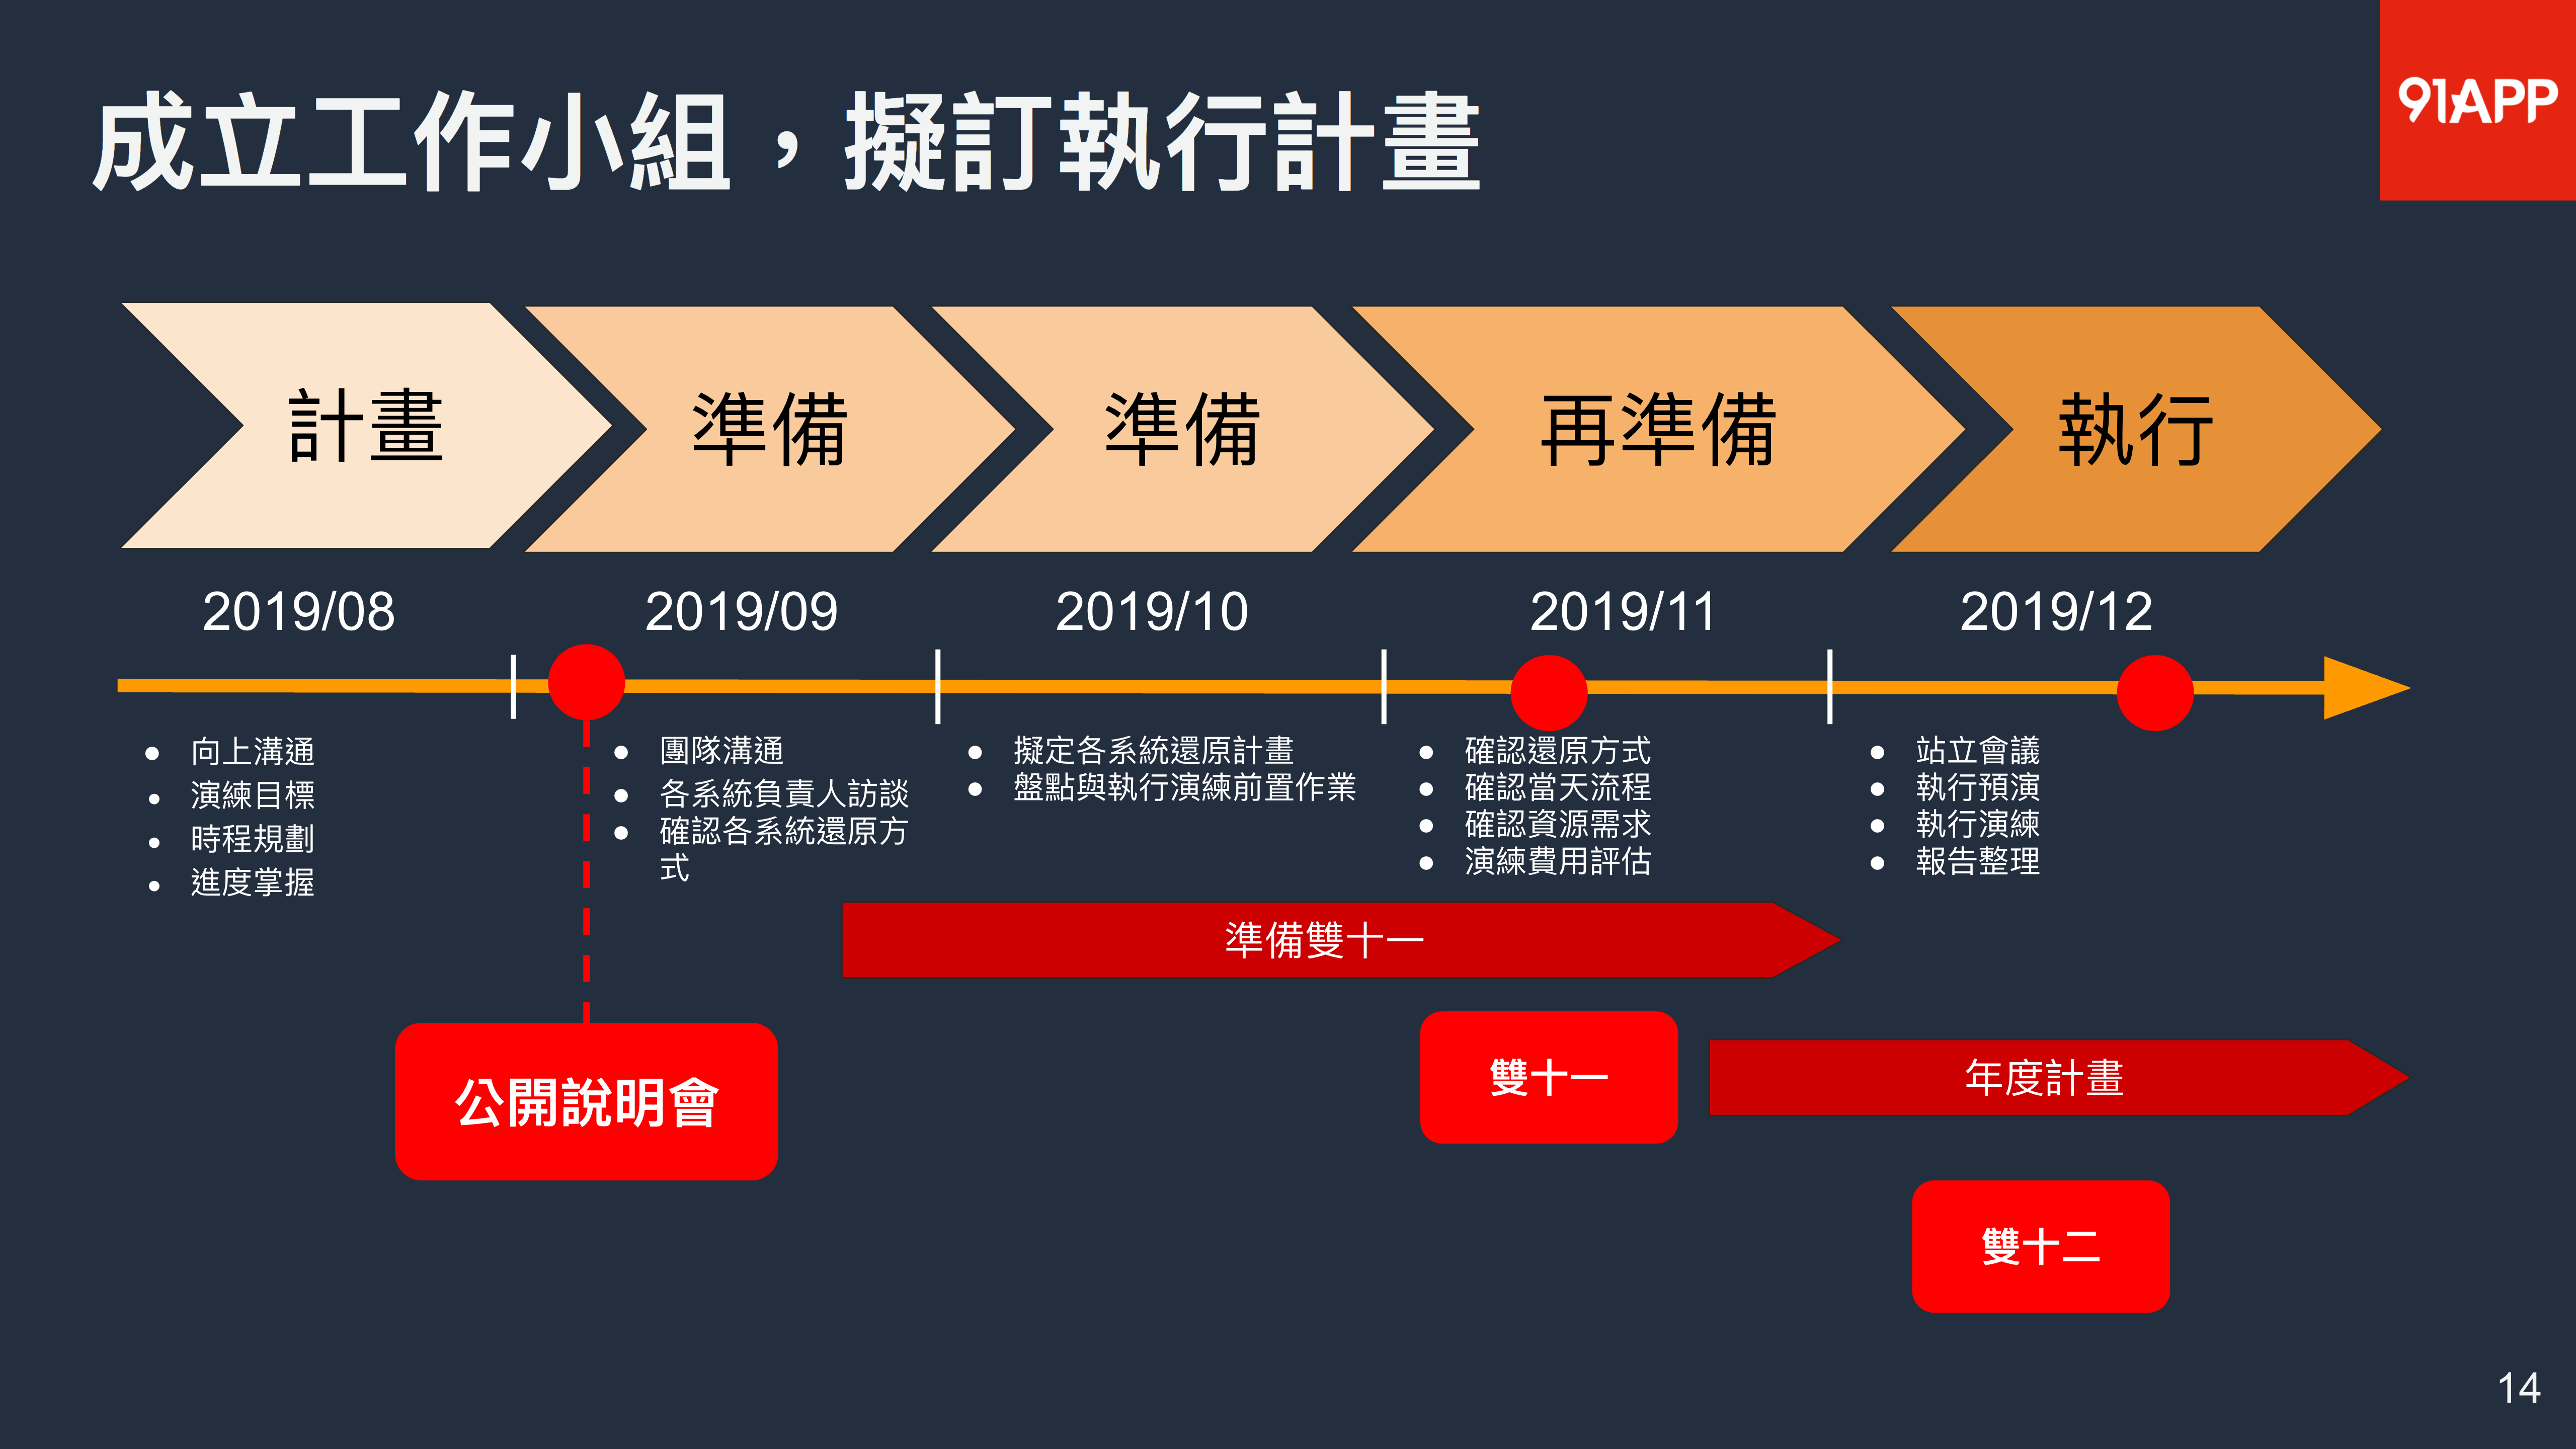 成立工作小組，擬訂執行計畫
91APP
計畫
準備
準備
再準備
執行
2019/08
2019/09
2019/10
2019/11
2019/12
● 向上溝通
● 演練目標
● 時程規劃
● 進度掌握
● 團隊溝通
● 各系統負責人訪談
● 確認各系統還原方
式
● 擬定各系統還原計畫
● 盤點與執行演練前置作業
● 確認還原方式
● 確認當天流程
● 確認資源需求
● 演練費用評估
● 站立會議
● 執行預演
● 執行演練
● 報告整理
準備雙十一
公開說明會
雙十一
年度計畫
雙十二
14